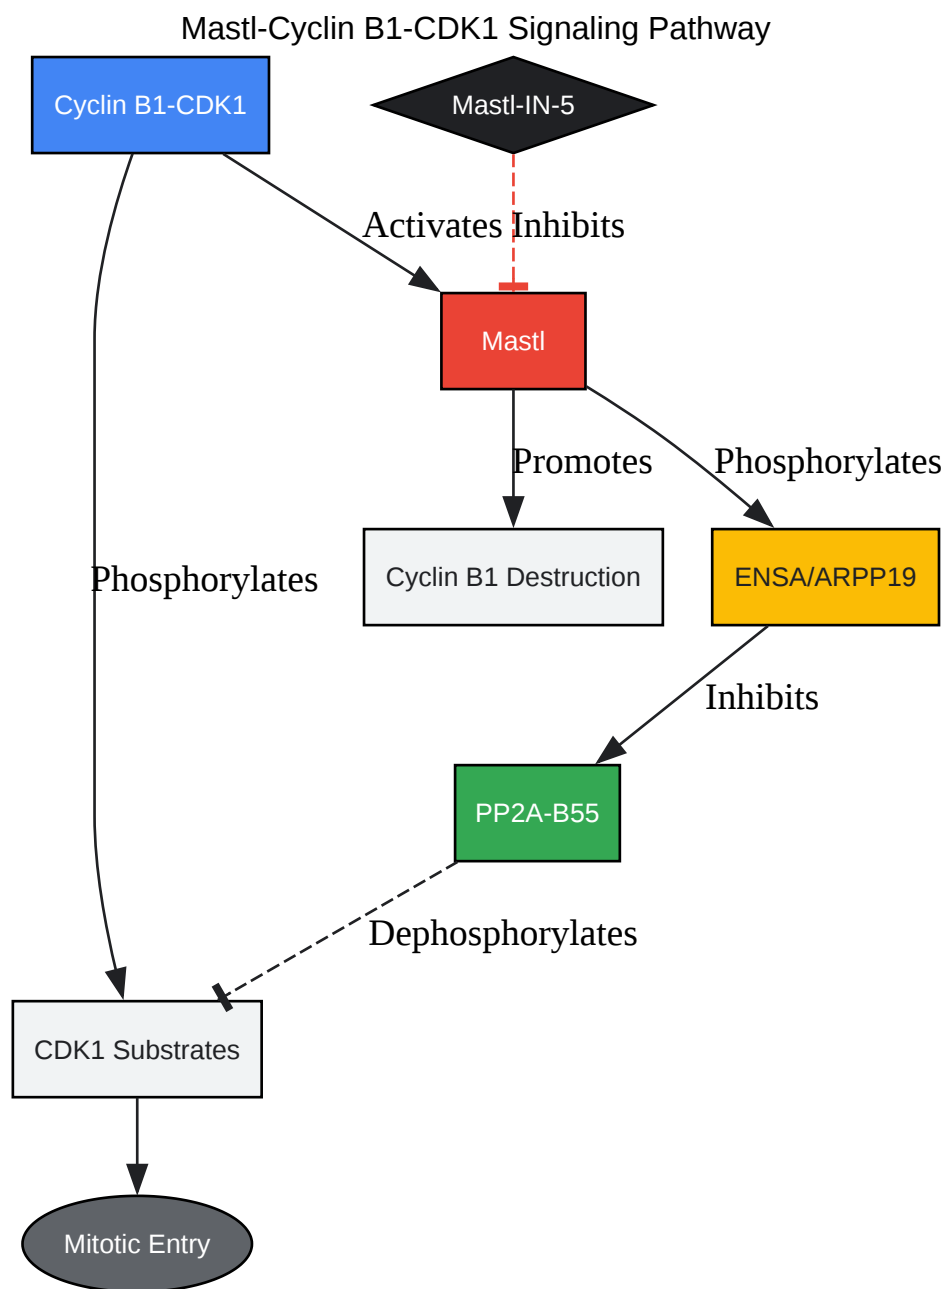 Mastl-Cyclin B1-CDK1 Signaling Pathway
Cyclin B1-CDK1
Mastl-IN-5
Activates
Inhibits
Mastl
Promotes
Phosphorylates
Cyclin B1 Destruction
ENSA/ARPP19
Phosphorylates
Inhibits
PP2A-B55
Dephosphorylates
CDK1 Substrates
Mitotic Entry